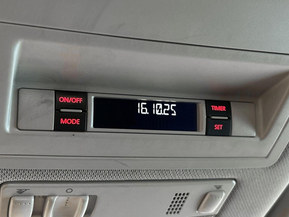 ON/OFF
16.10.25
TIMER
MODE
SET